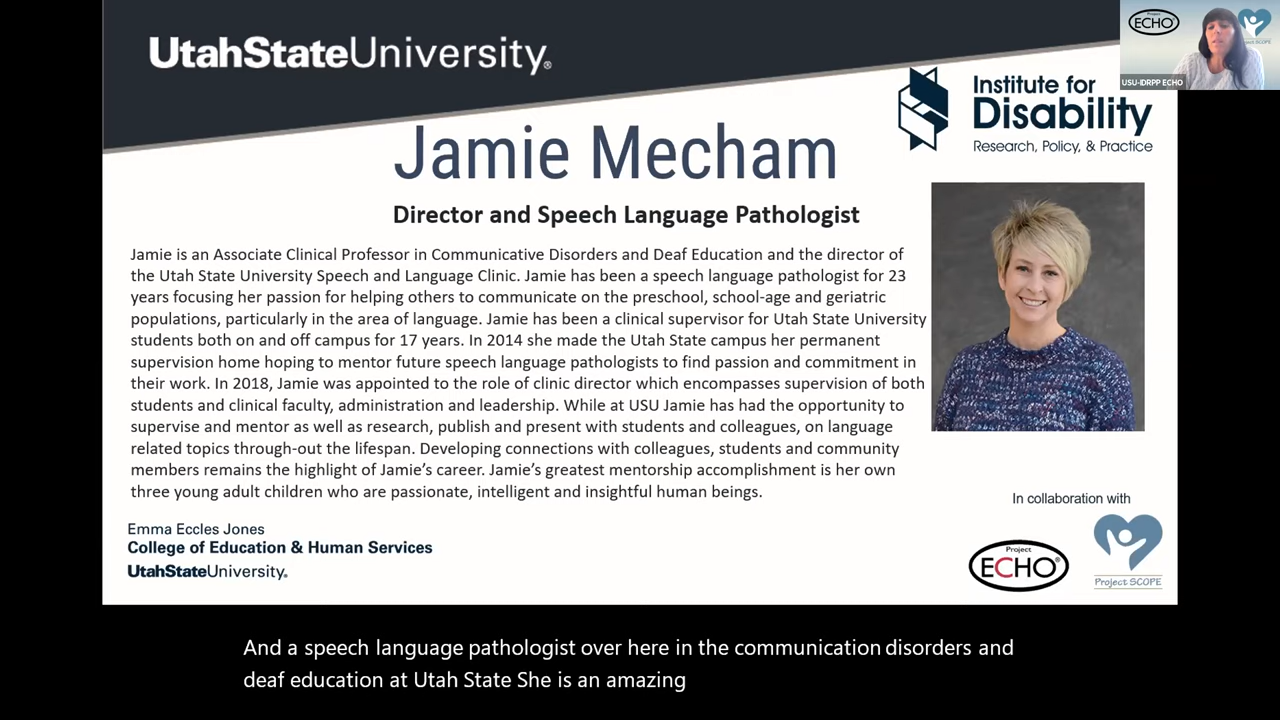 UtahStateUniversity®
Project
ECHO
Project SCOPE
USU-IDRPP ECHO
Institute for
Disability
Research, Policy, & Practice
Jamie Mecham
Director and Speech Language Pathologist
Jamie is an Associate Clinical Professor in Communicative Disorders and Deaf Education and the director of
the Utah State University Speech and Language Clinic. Jamie has been a speech language pathologist for 23
years focusing her passion for helping others to communicate on the preschool, school-age and geriatric
populations, particularly in the area of language. Jamie has been a clinical supervisor for Utah State University
students both on and off campus for 17 years. In 2014 she made the Utah State campus her permanent
supervision home hoping to mentor future speech language pathologists to find passion and commitment in
their work. In 2018, Jamie was appointed to the role of clinic director which encompasses supervision of both
students and clinical faculty, administration and leadership. While at USU Jamie has had the opportunity to
supervise and mentor as well as research, publish and present with students and colleagues, on language
related topics through-out the lifespan. Developing connections with colleagues, students and community
members remains the highlight of Jamie's career. Jamie's greatest mentorship accomplishment is her own
three young adult children who are passionate, intelligent and insightful human beings.
Emma Eccles Jones
College of Education & Human Services
UtahStateUniversity®
In collaboration with
Project
ECHO®
Project SCOPE
And a speech language pathologist over here in the communication disorders and
deaf education at Utah State She is an amazing